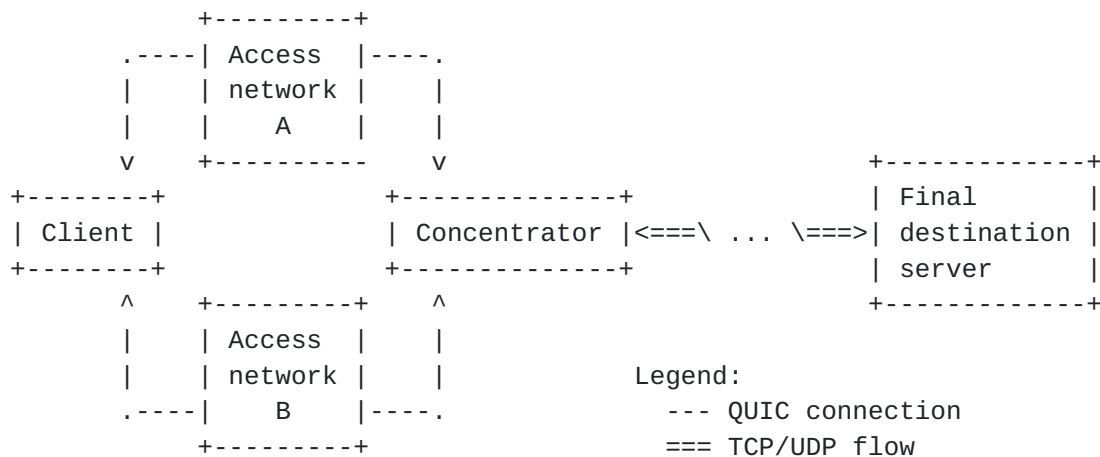 +---------+
       .----| Access  |----.
       |    | network |    |
       |    |    A    |    |
       v    +----------    v                            +-------------+
+--------+              +--------------+                | Final       |
| Client |              | Concentrator |<===\ ... \===>| destination |
+--------+              +--------------+                | server      |
       ^    +---------+    ^                            +-------------+
       |    | Access  |    |
       |    | network |    |            Legend:
       .----|    B    |----.              --- QUIC connection
            +---------+                   === TCP/UDP flow